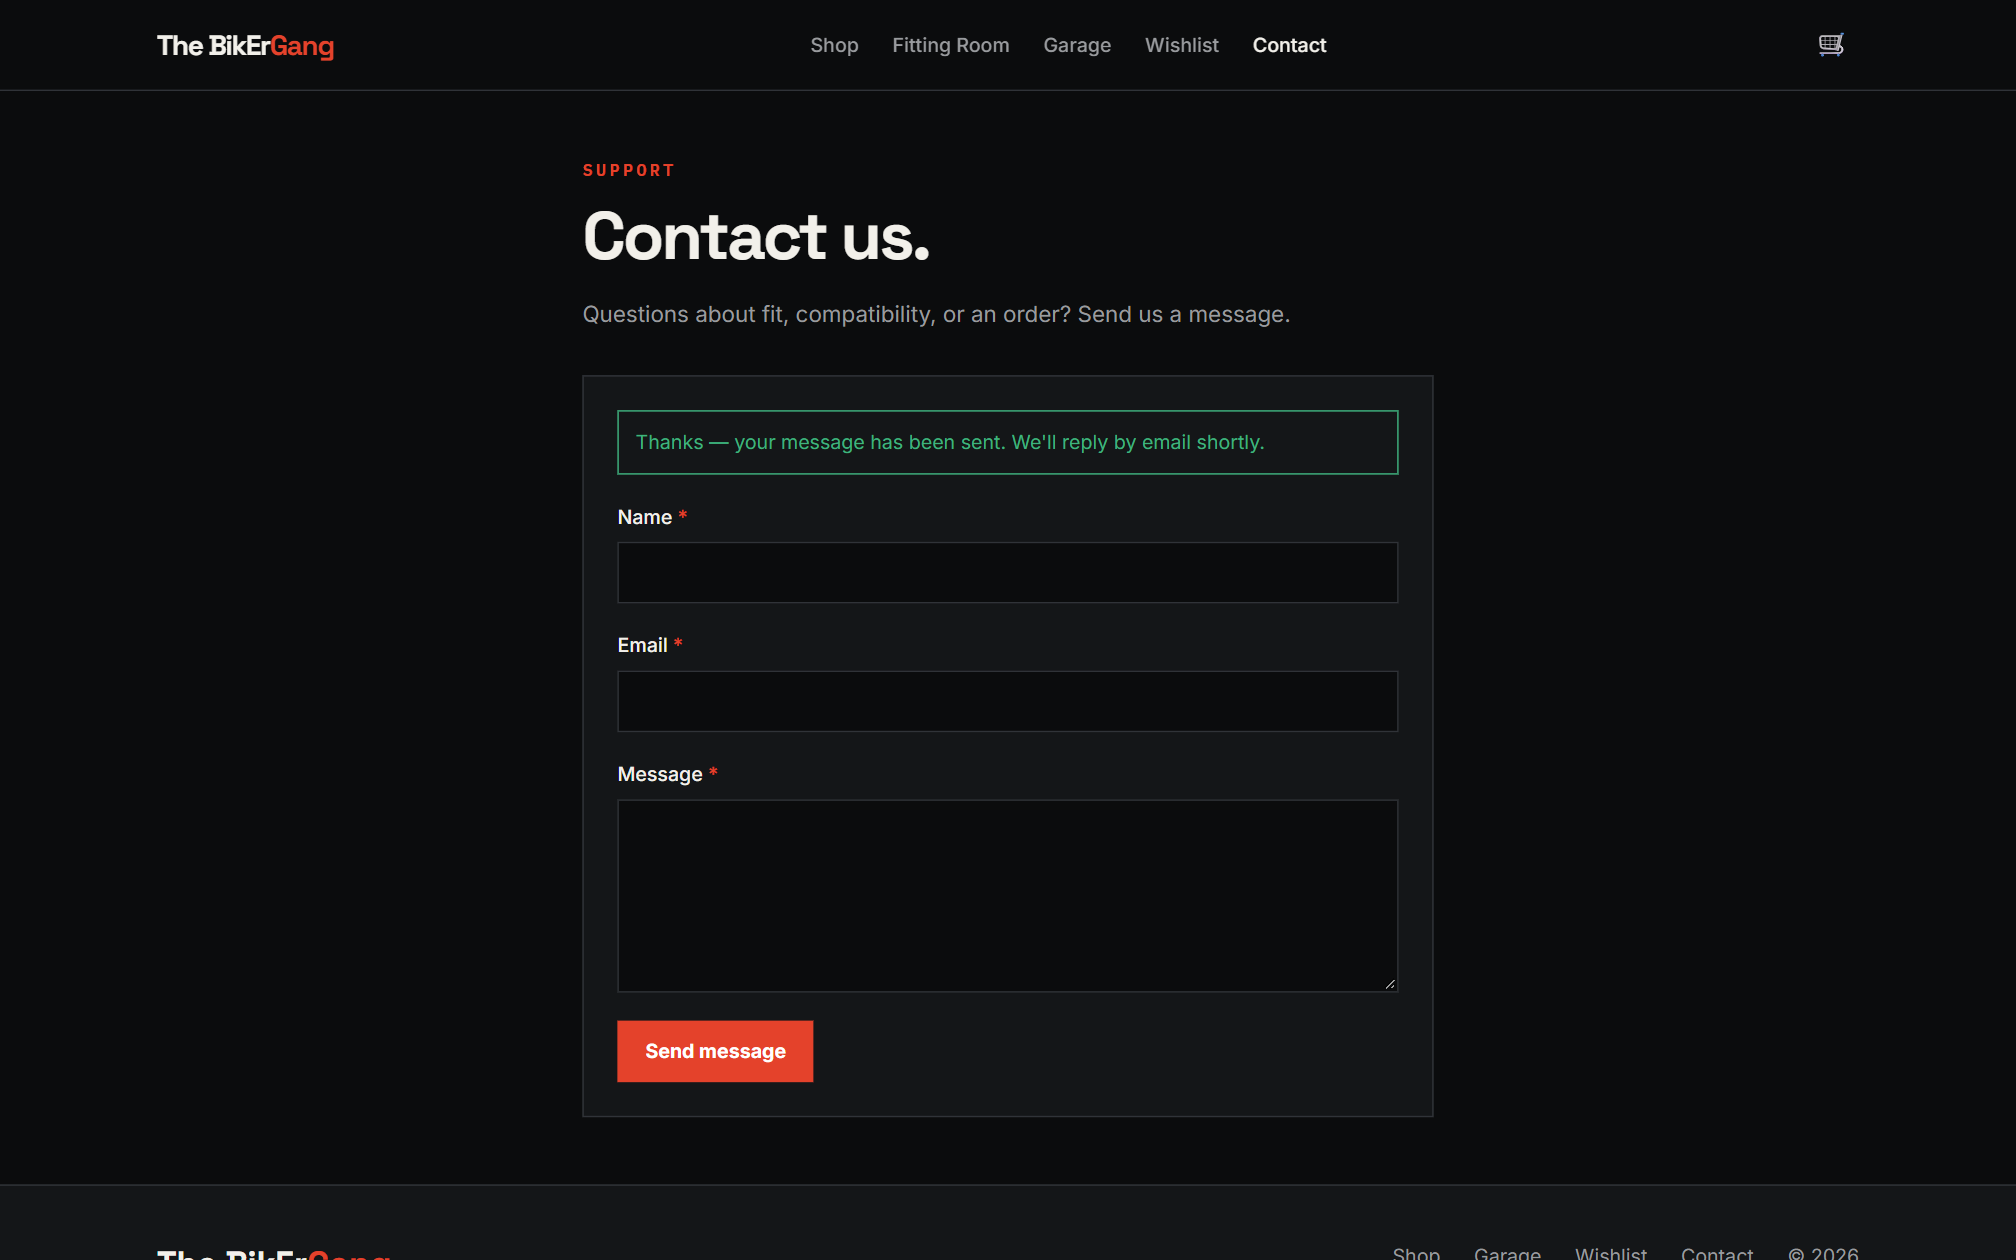 The BikErGang
Shop Fitting Room Garage Wishlist Contact
SUPPORT
Contact us.
Questions about fit, compatibility, or an order? Send us a message.
Thanks — your message has been sent. We'll reply by email shortly.
Name *
Email *
Message *
Send message
The BikErGang
Shop Garage Wishlist Contact © 2026